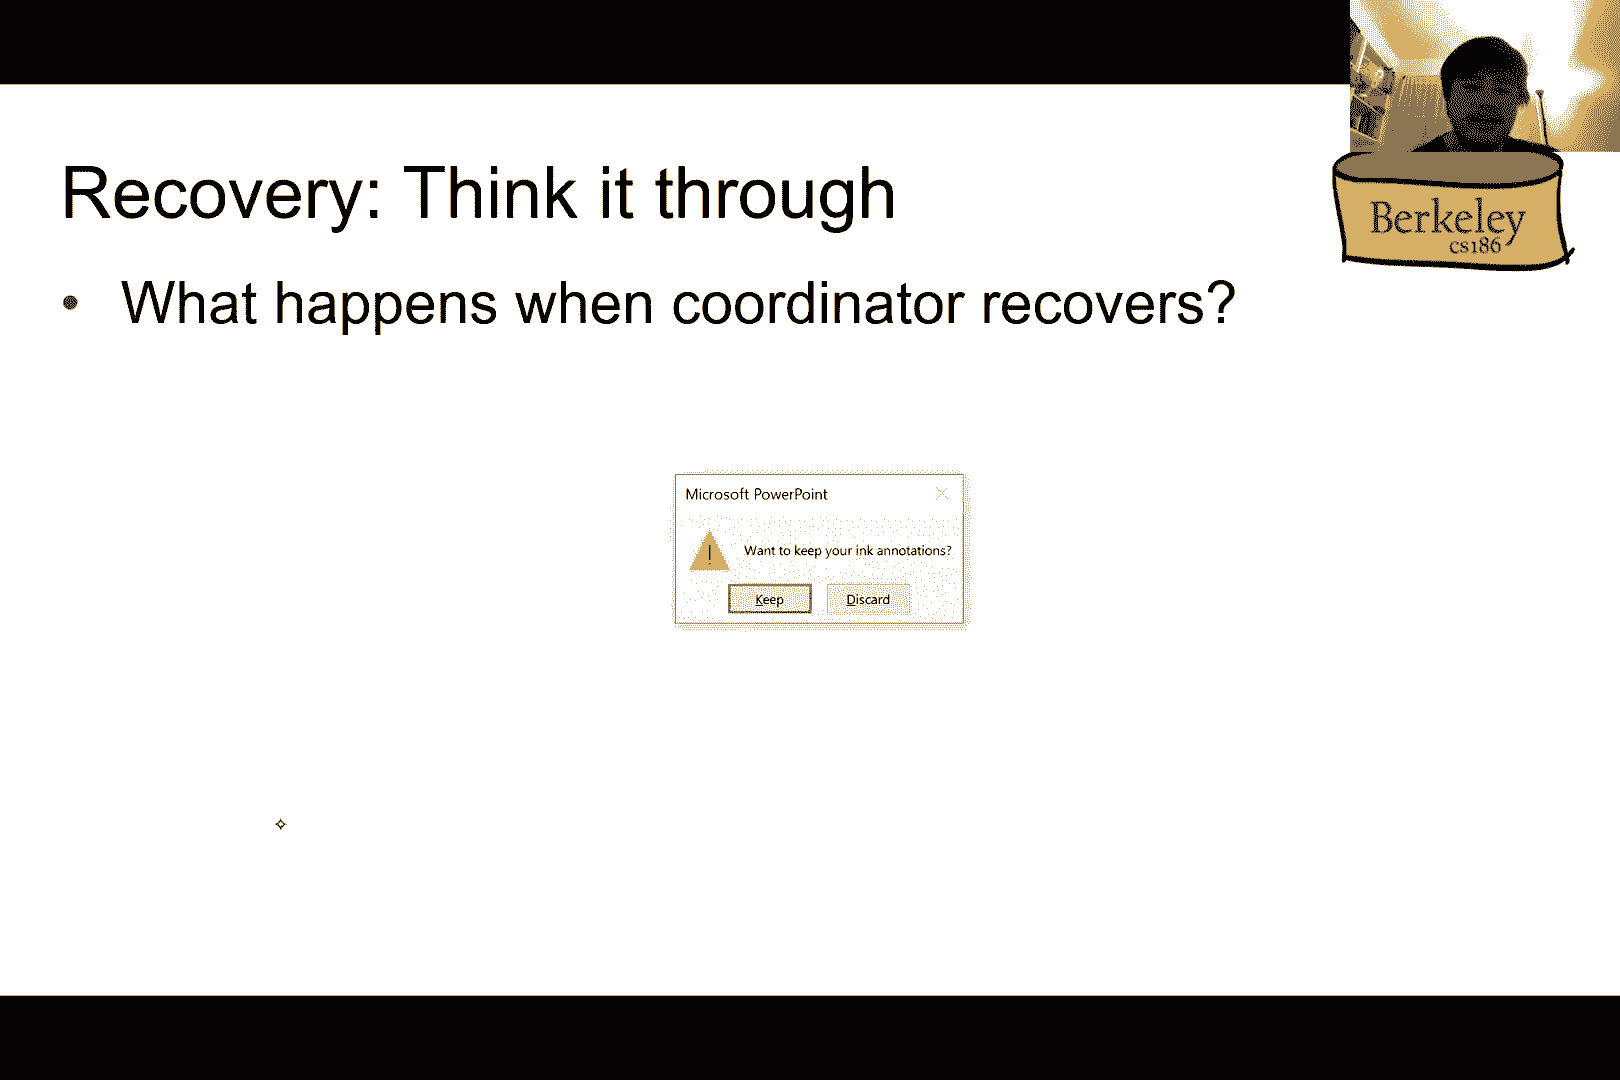 Recovery: Think it through
Berkeley
cs186
• What happens when coordinator recovers?
Microsoft PowerPoint
Want to keep your ink annotations?
Keep
Discard